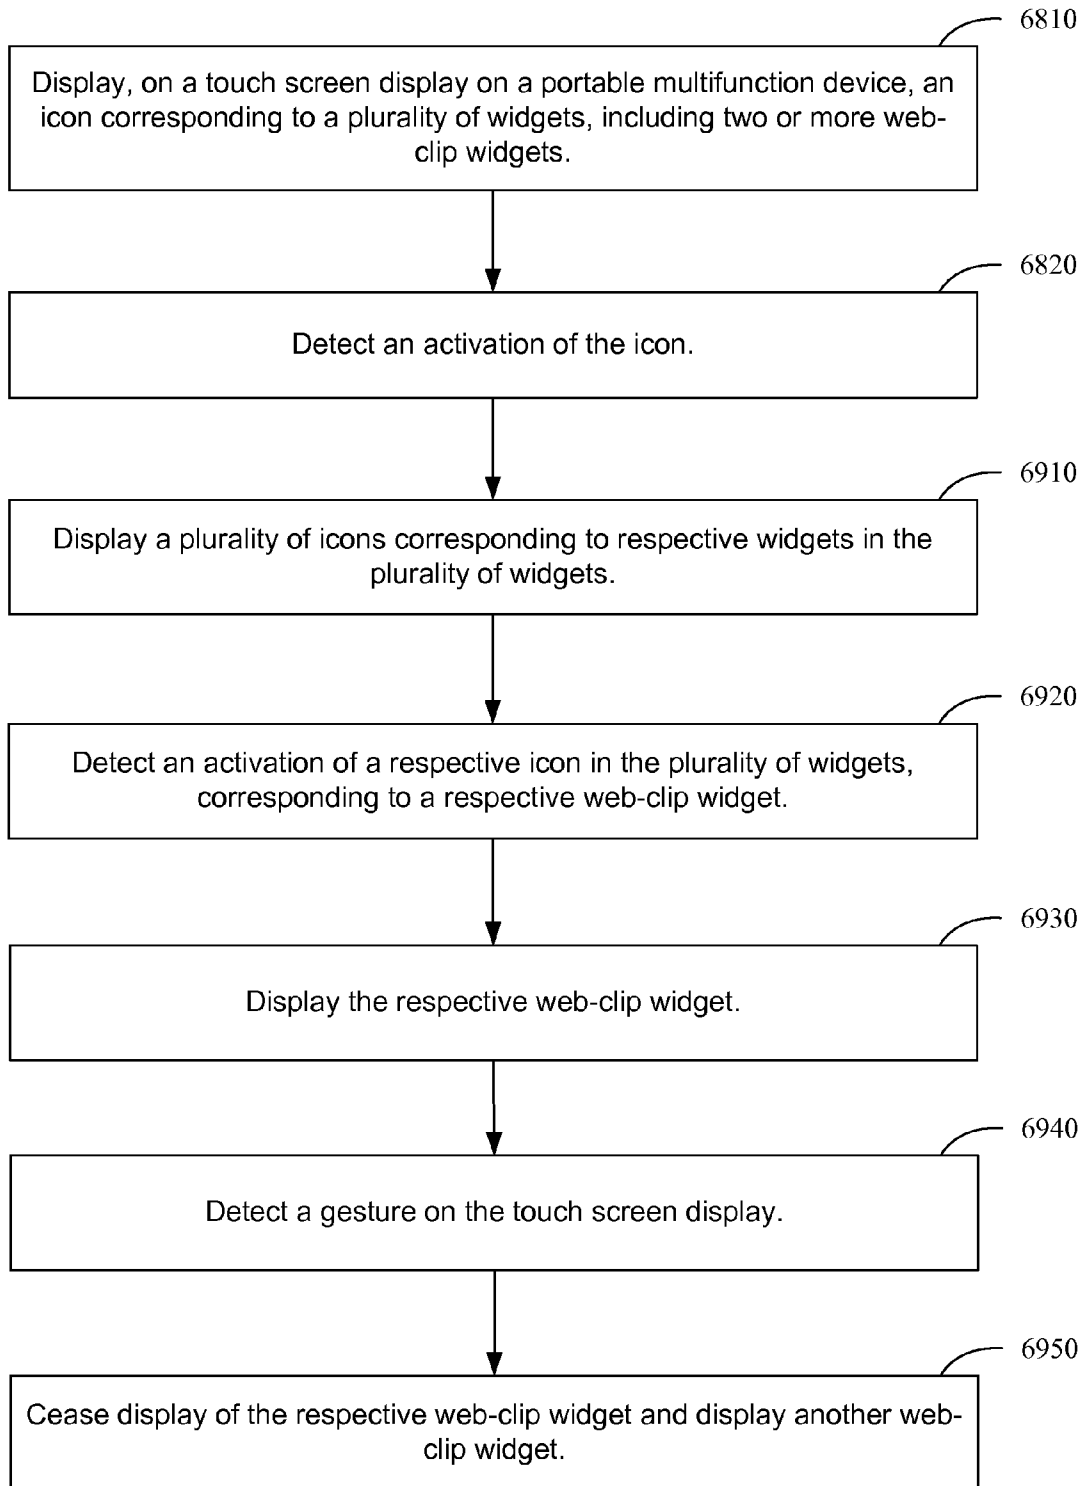 6810
Display, on a touch screen display on a portable multifunction device, an
icon corresponding to a plurality of widgets, including two or more web-
clip widgets.
6820
Detect an activation of the icon.
6910
Display a plurality of icons corresponding to respective widgets in the
plurality of widgets.
6920
Detect an activation of a respective icon in the plurality of widgets,
corresponding to a respective web-clip widget.
6930
Display the respective web-clip widget.
6940
Detect a gesture on the touch screen display.
6950
Cease display of the respective web-clip widget and display another web-
clip widget.